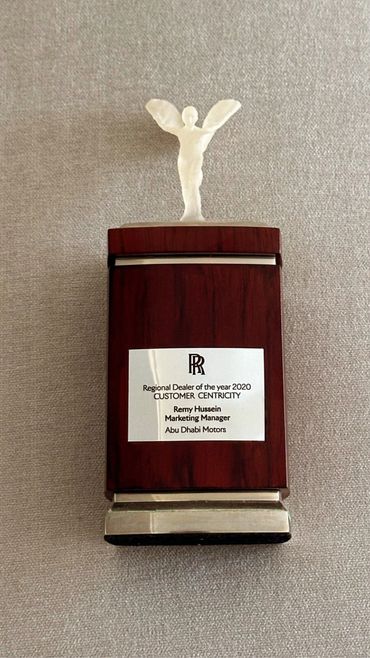 RR
Regional Dealer of the year 2020
CUSTOMER CENTRICITY
Remy Hussein
Marketing Manager
Abu Dhabi Motors